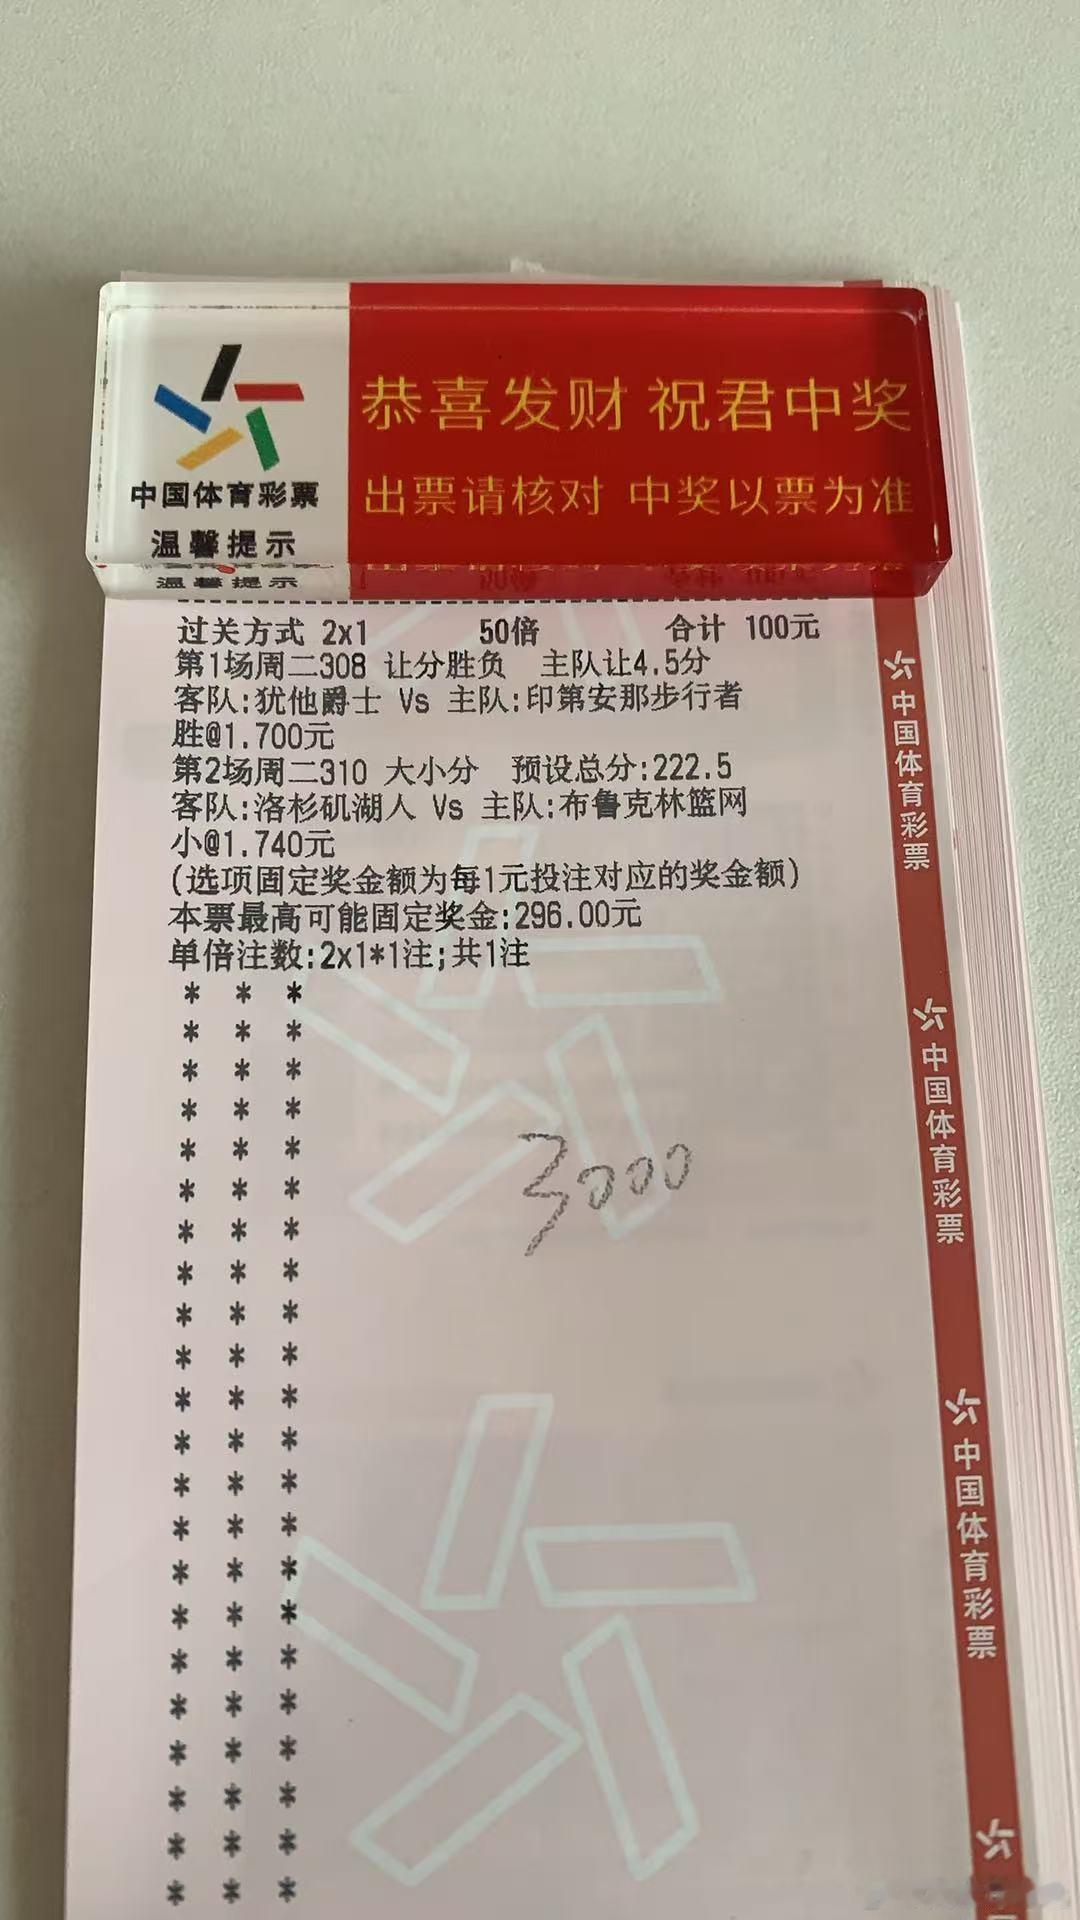 恭喜发财 祝君中奖
出票请核对 中奖以票为准
中国体育彩票
温馨提示
过关方式 2x1 50倍 合计 100元
第1场周二308 让分胜负 主队让4.5分
客队:犹他爵士 Vs 主队:印第安那步行者
胜@1.700元
第2场周二310 大小分 预设总分:222.5
客队:洛杉矶湖人 Vs 主队:布鲁克林篮网
小@1.740元
(选项固定奖金额为每1元投注对应的奖金额)
本票最高可能固定奖金:296.00元
单倍注数:2x1*1注;共1注
3000
中国体育彩票
中国体育彩票
中国体育彩票